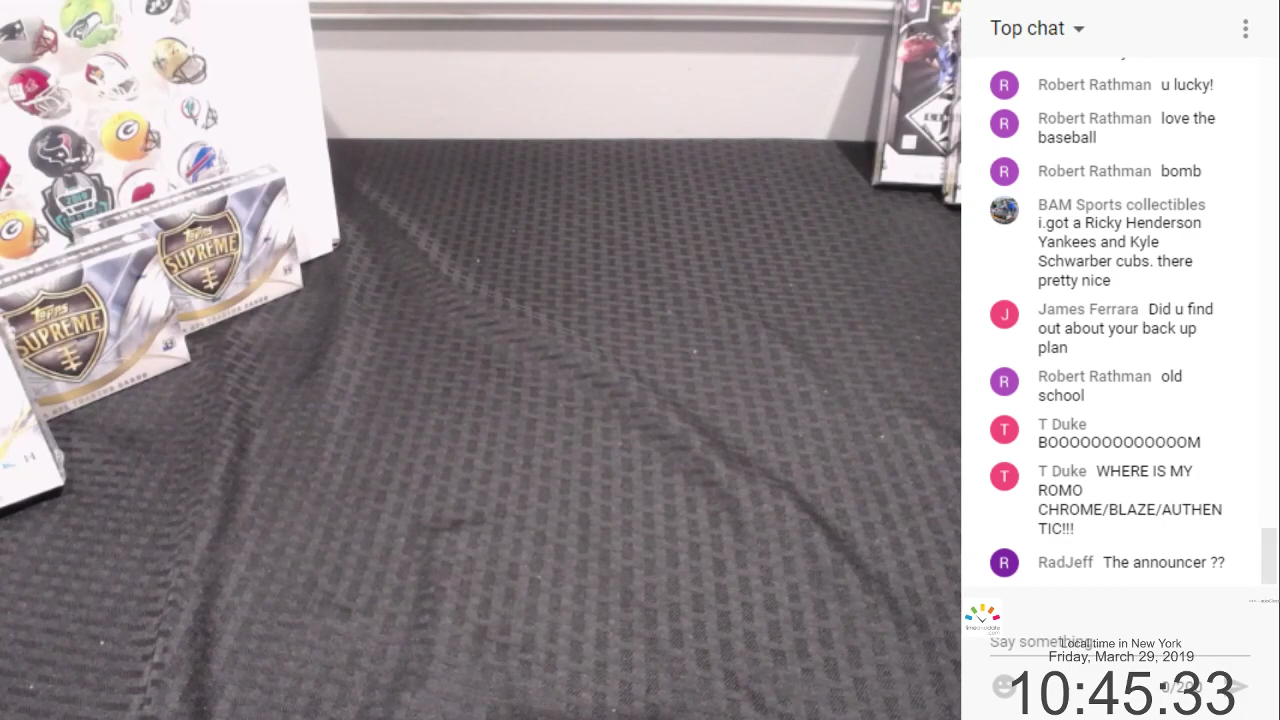 Topps
SUPREME
Topps
SUPREME
Top chat
Robert Rathman u lucky!
Robert Rathman love the
baseball
Robert Rathman bomb
BAM Sports collectibles
i.got a Ricky Henderson
Yankees and Kyle
Schwarber cubs. there
pretty nice
James Ferrara Did u find
out about your back up
plan
Robert Rathman old
school
T Duke
BOOOOOOOOOOOOOM
T Duke WHERE IS MY
ROMO
CHROME/BLAZE/AUTHEN
TIC!!!
RadJeff The announcer ??
Say something...
Local time in New York
Friday, March 29, 2019
10:45:33